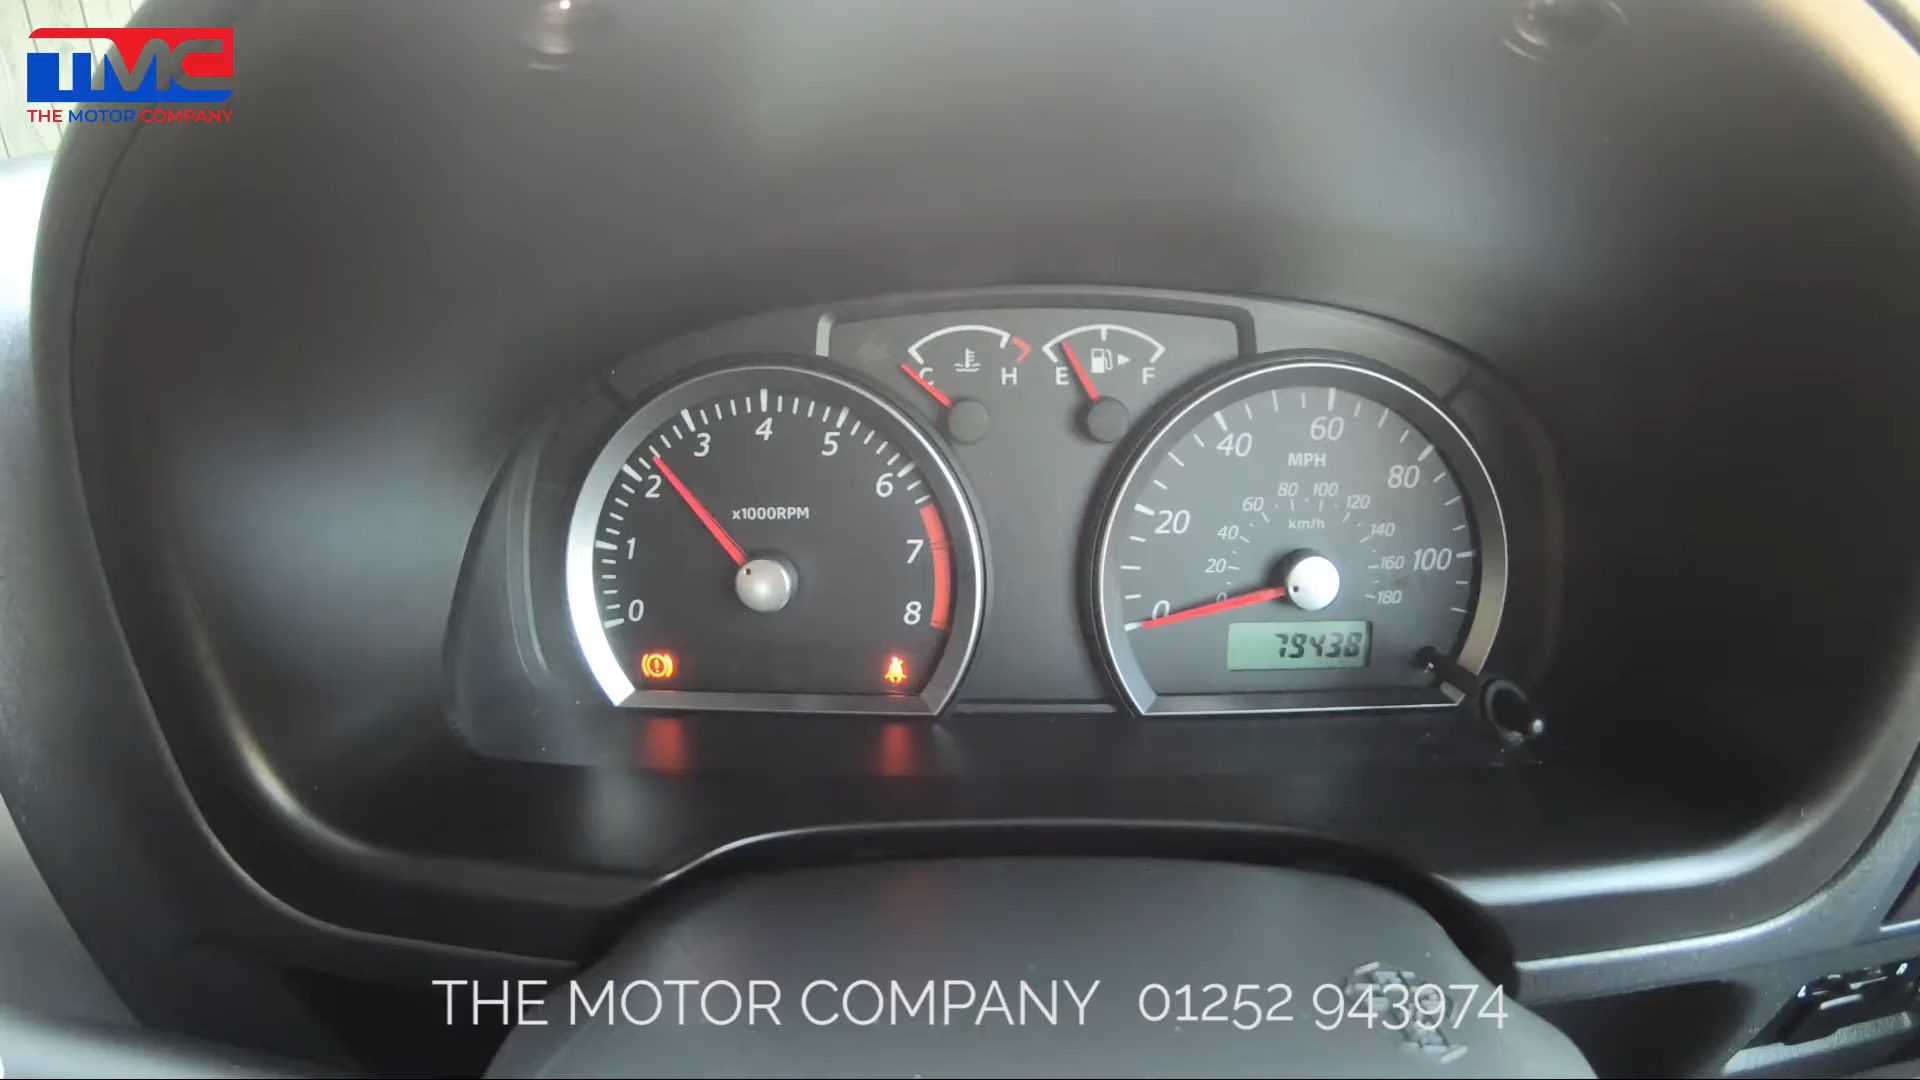 TMC
THE MOTOR COMPANY
C H E F
0 1 2 3 4 5 6 7 8
x1000RPM
0 20 40 60 80 100
MPH
0 20 40 60 80 100 120 140 160 180
km/h
79438
THE MOTOR COMPANY 01252 943974